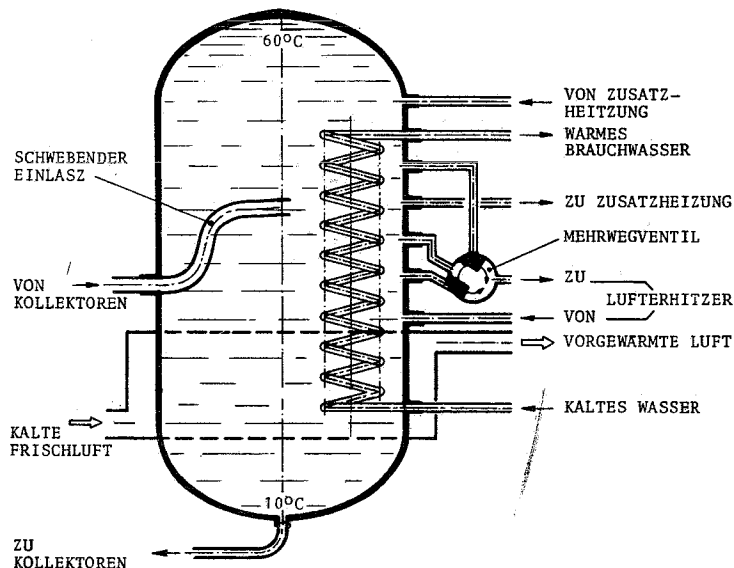 60°C
VON ZUSATZ-
HEITZUNG
WARMES
BRAUCHWASSER
SCHWEBENDER
EINLASZ
ZU ZUSATZHEIZUNG
MEHRWEGVENTIL
VON
KOLLEKTOREN
ZU
LUFTERHITZER
VON
VORGEWÄRMTE LUFT
KALTES WASSER
KALTE
FRISCHLUFT
10°C
ZU
KOLLEKTOREN